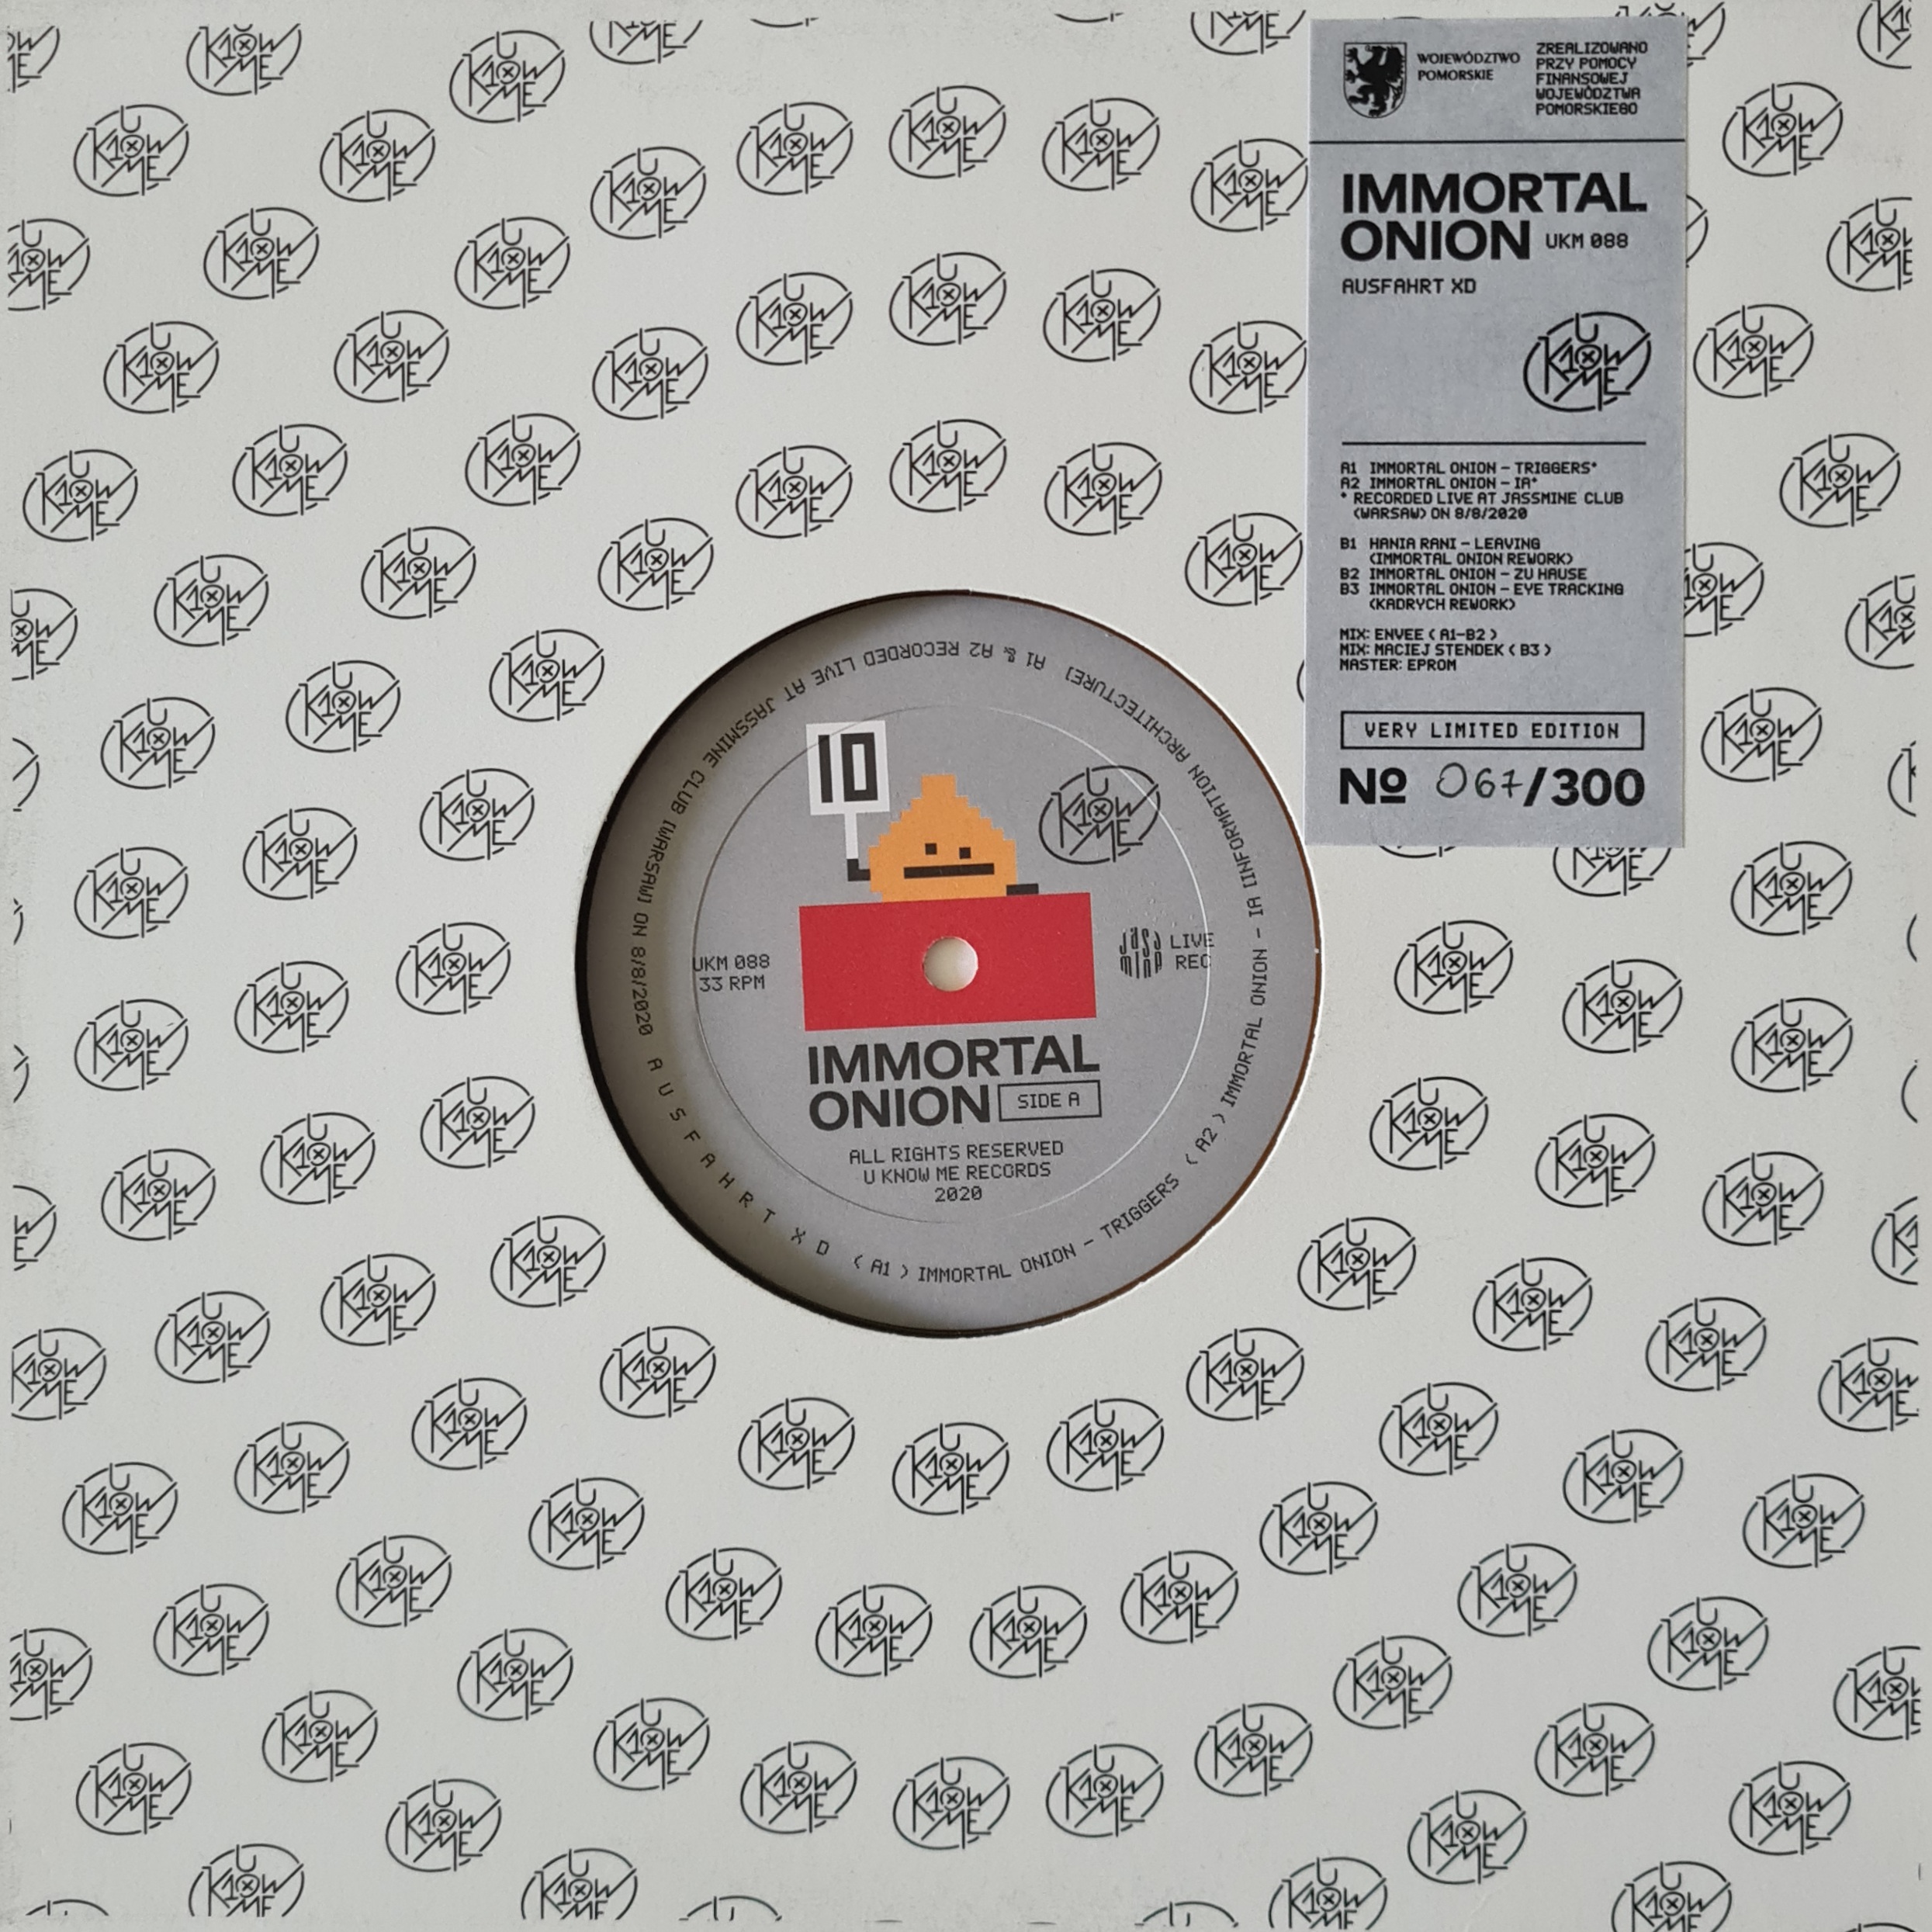 WOJEWÓDZTWO
POMORSKIE
ZREALIZOWANO
PRZY POMOCY
FINANSOWEJ
WOJEWÓDZTWA
POMORSKIEGO
IMMORTAL
ONION UKM 088
AUSFAHRT XD
U
KNOW
ME
A1 IMMORTAL ONION – TRIGGERS*
A2 IMMORTAL ONION – IA*
* RECORDED LIVE AT JASSMINE CLUB
(WARSAW) ON 8/8/2020
B1 HANIA RANI – LEAVING
(IMMORTAL ONION REWORK)
B2 IMMORTAL ONION – ZU HAUSE
B3 IMMORTAL ONION – EYE TRACKING
(KADRYCH REWORK)
MIX: ENVEE ( A1–B2 )
MIX: MACIEJ STENDEK ( B3 )
MASTER: EPROM
VERY LIMITED EDITION
Nº 067/300
10
UKM 088
33 RPM
JASSMINE
LIVE
REC
IMMORTAL
ONION SIDE A
ALL RIGHTS RESERVED
U KNOW ME RECORDS
2020
AUSFAHRT XD ( A1 ) IMMORTAL ONION – TRIGGERS ( A2 ) IMMORTAL ONION – IA [INFORMATION ARCHITECTURE] A1 & A2 RECORDED LIVE AT JASSMINE CLUB [WARSAW] ON 8/8/2020